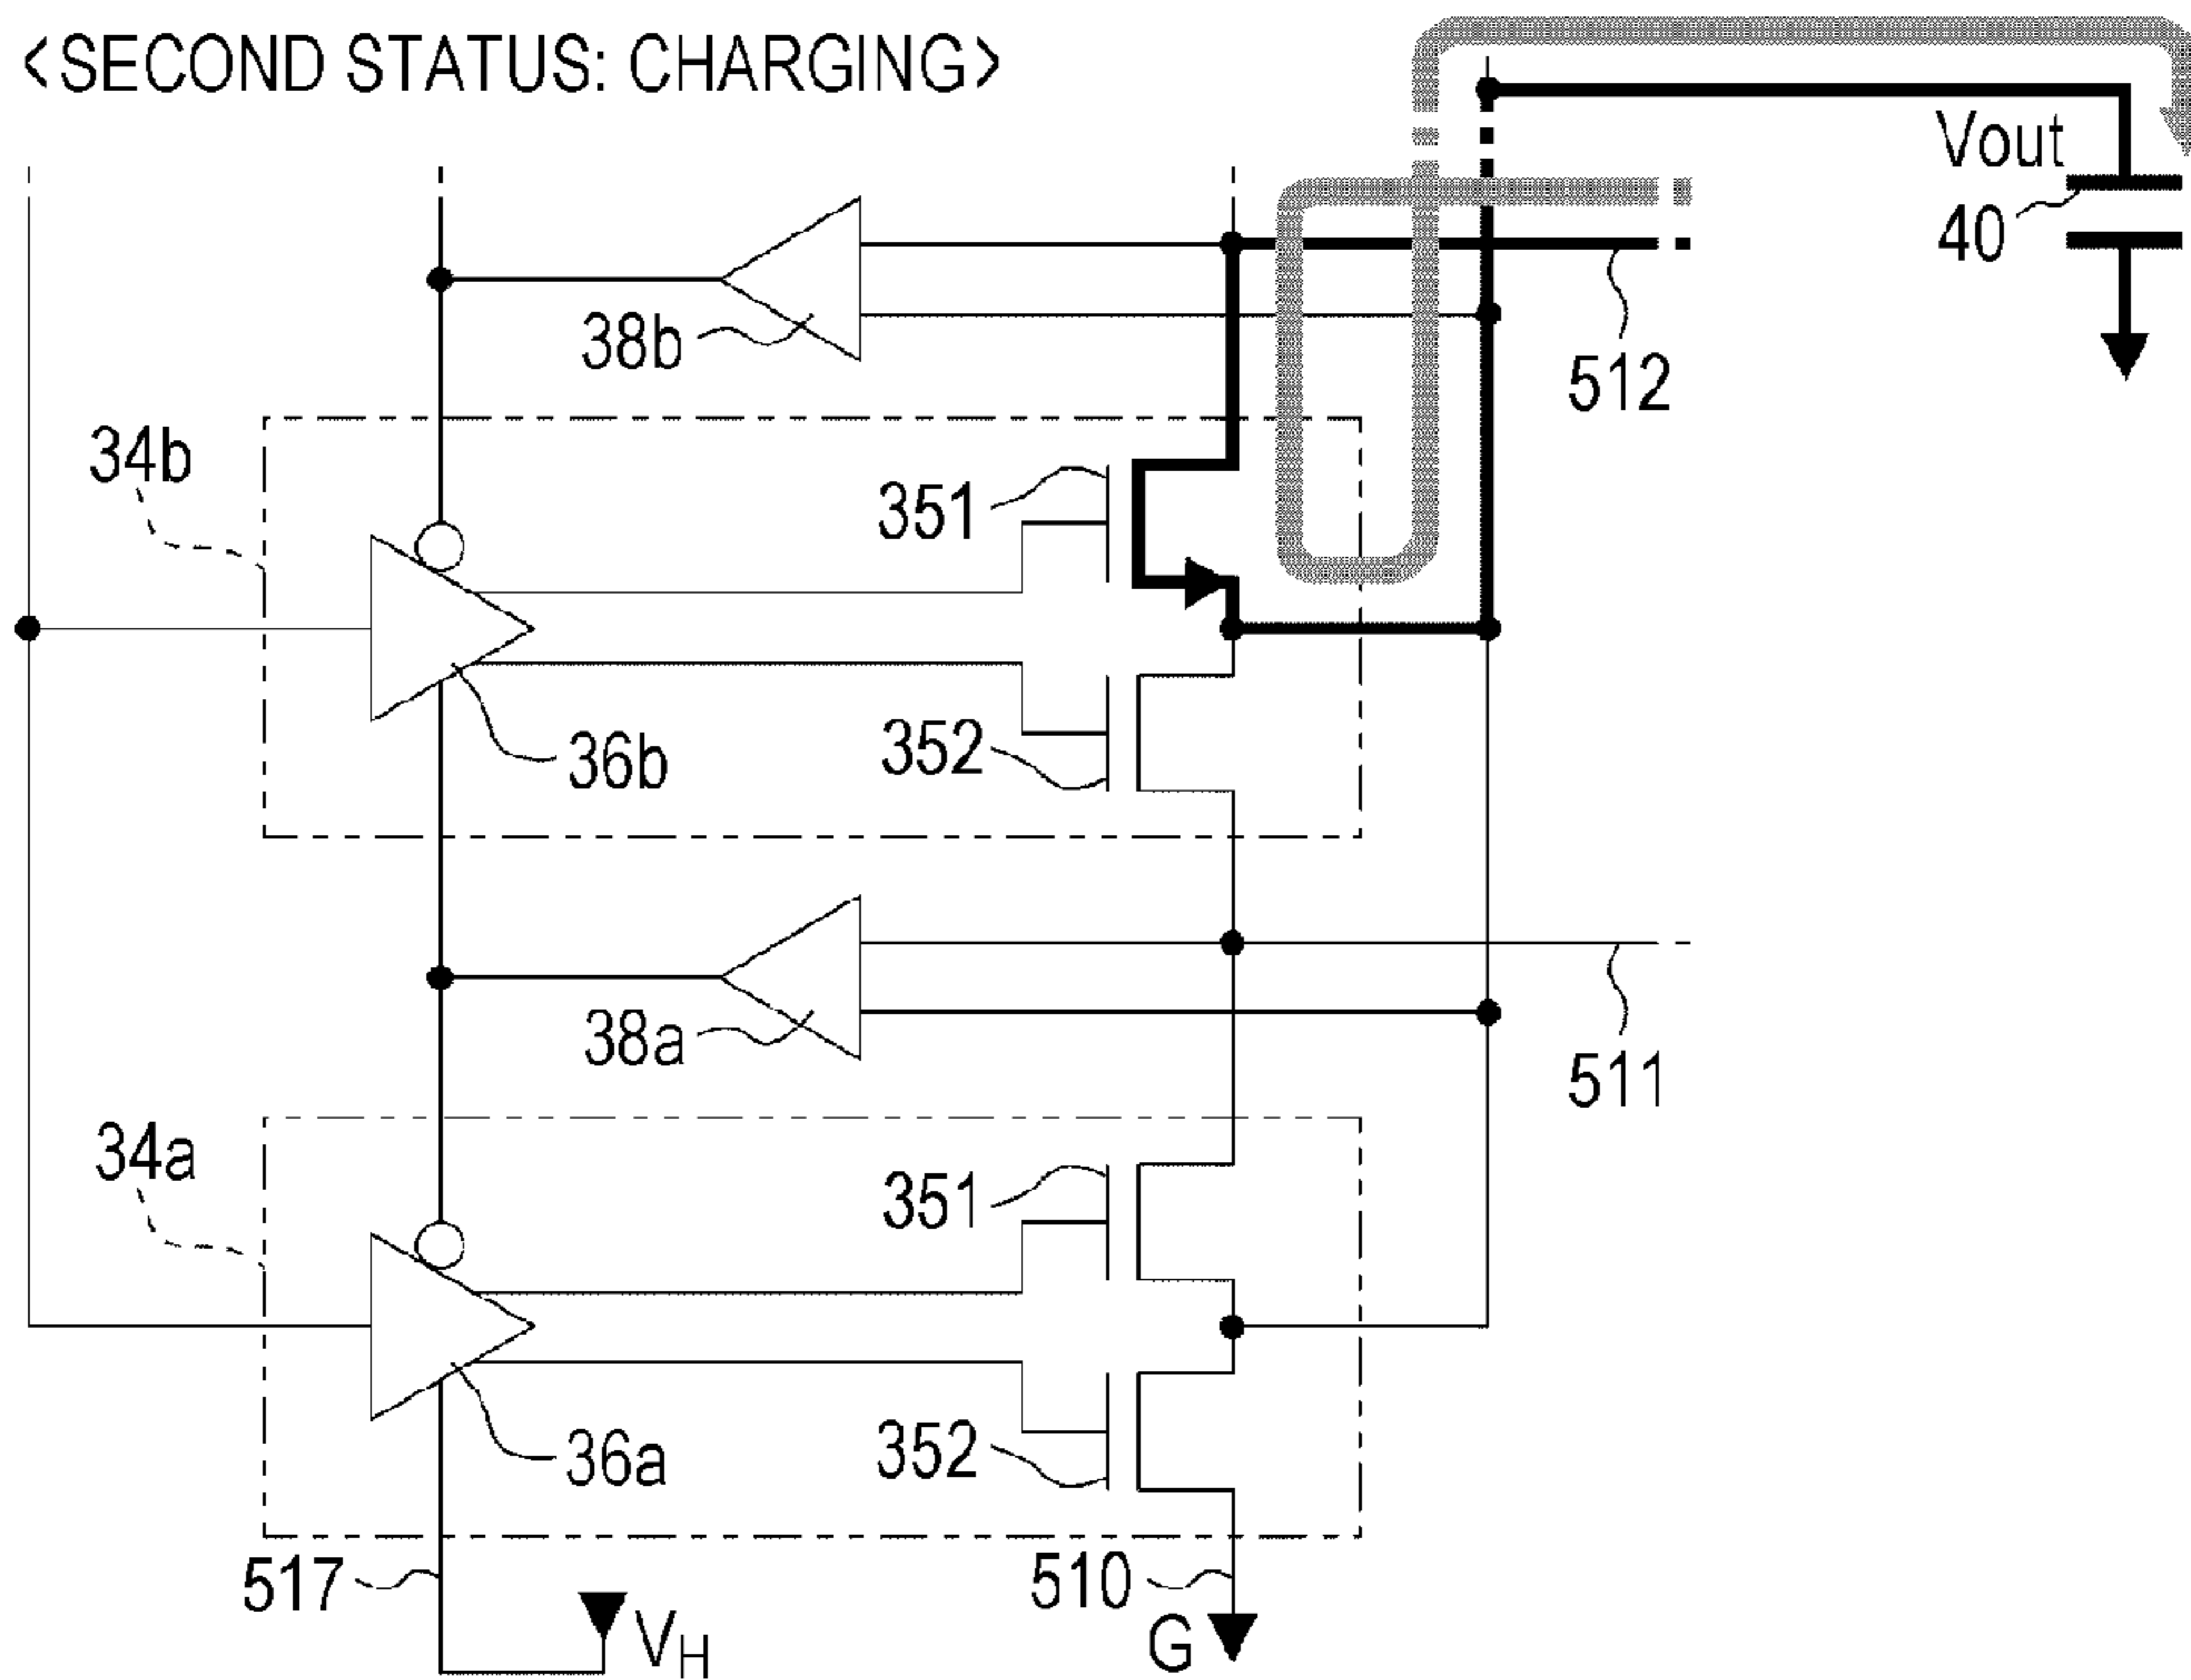 <SECOND STATUS: CHARGING>
Vout
40
38b
512
34b
351
36b
352
38a
511
34a
351
36a
352
517
510
VH
G